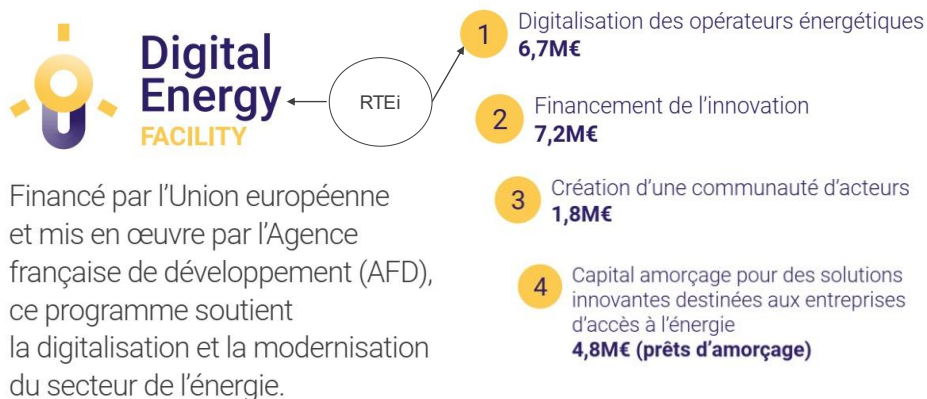 Digital
Energy
FACILITY
RTEi
Financé par l’Union européenne
et mis en œuvre par l’Agence
française de développement (AFD),
ce programme soutient
la digitalisation et la modernisation
du secteur de l’énergie.
1
Digitalisation des opérateurs énergétiques
6,7M€
2
Financement de l’innovation
7,2M€
3
Création d’une communauté d’acteurs
1,8M€
4
Capital amorçage pour des solutions
innovantes destinées aux entreprises
d’accès à l’énergie
4,8M€ (prêts d’amorçage)